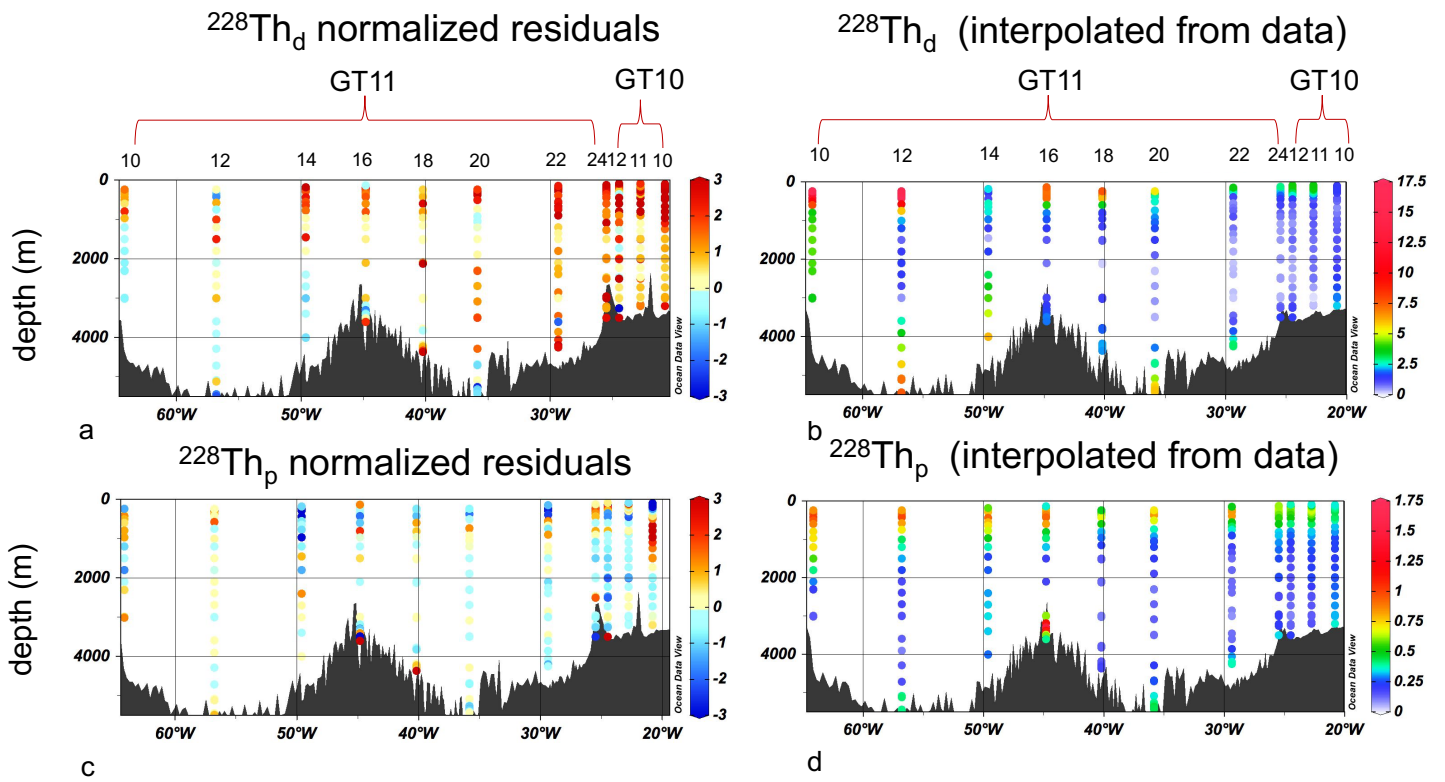 ²²⁸Th_d normalized residuals
GT11
GT10
10 12 14 16 18 20 22 24 12 11 10
depth (m)
0
2000
4000
60°W 50°W 40°W 30°W
3
2
1
0
-1
-2
-3
Ocean Data View
a
²²⁸Th_d (interpolated from data)
GT11
GT10
10 12 14 16 18 20 22 24 12 11 10
0
2000
4000
60°W 50°W 40°W 30°W 20°W
17.5
15
12.5
10
7.5
5
2.5
0
Ocean Data View
b
²²⁸Th_p normalized residuals
depth (m)
0
2000
4000
60°W 50°W 40°W 30°W 20°W
3
2
1
0
-1
-2
-3
Ocean Data View
c
²²⁸Th_p (interpolated from data)
0
2000
4000
60°W 50°W 40°W 30°W 20°W
1.75
1.5
1.25
1
0.75
0.5
0.25
0
Ocean Data View
d